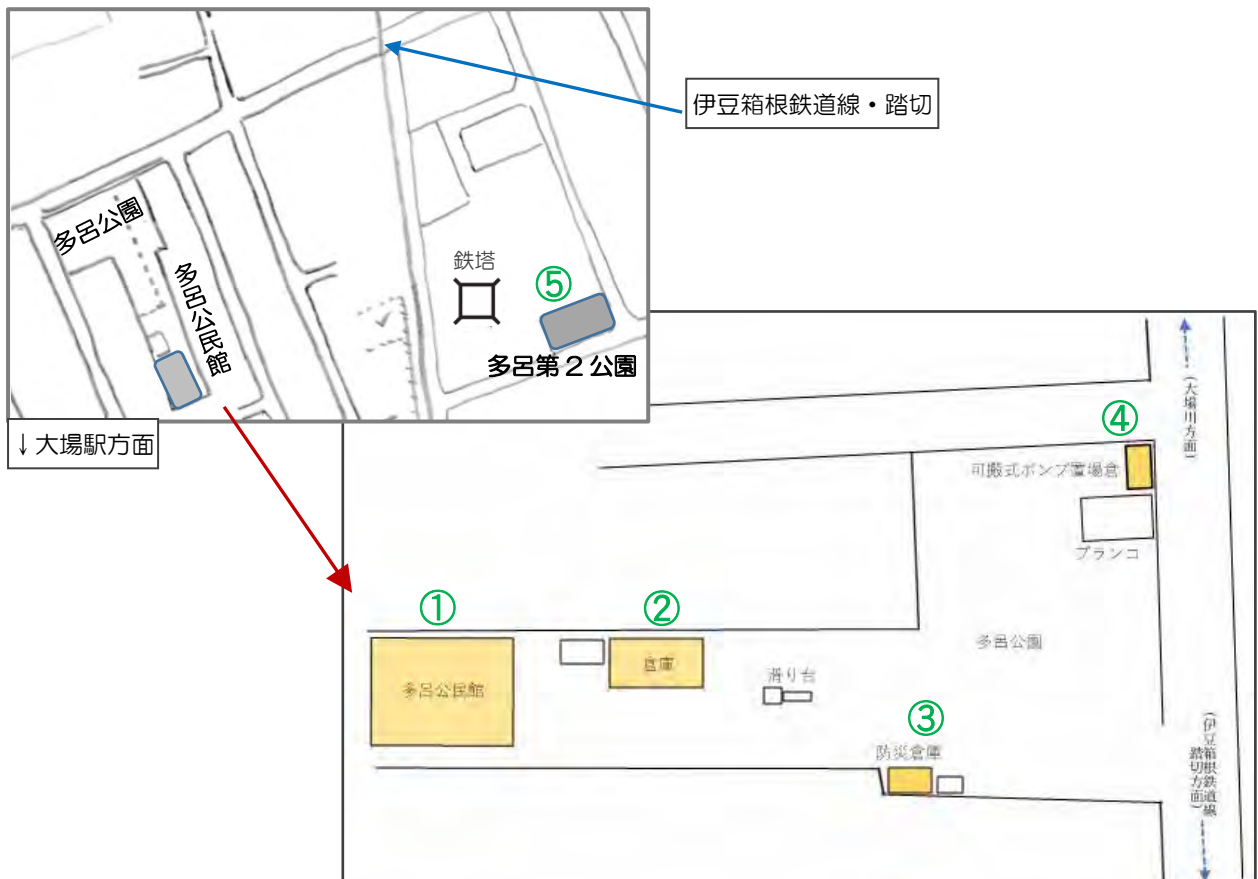 伊豆箱根鉄道線・踏切
多呂公園
多呂公民館
鉄塔
⑤
多呂第2公園
↓大場駅方面
④
(大場川方面)
可搬式ポンプ置場倉
ブランコ
①
②
多呂公民館
倉庫
滑り台
多呂公園
③
防災倉庫
(伊豆箱根鉄道線
踏切方面)